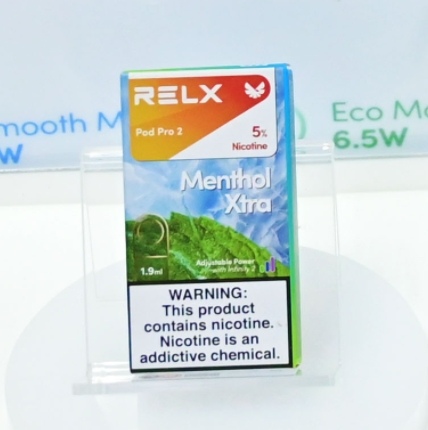 mooth M
W
Eco Mo
6.5W
RELX
Pod Pro 2
5%
Nicotine
Menthol
Xtra
Adjustable Power
with Infinity 2
1.9ml
WARNING:
This product
contains nicotine.
Nicotine is an
addictive chemical.